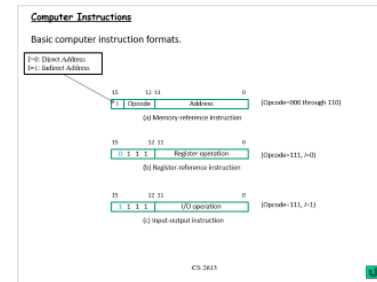 Computer Instructions
Basic computer instruction formats.
I=0: Direct Address
I=1: Indirect Address
15 12 11 0
I Opcode Address (Opcode=000 through 110)
(a) Memory-reference instruction
15 12 11 0
0 1 1 1 Register operation (Opcode=111, I=0)
(b) Register-reference instruction
15 12 11 0
1 1 1 1 I/O operation (Opcode=111, I=1)
(c) Input-output instruction